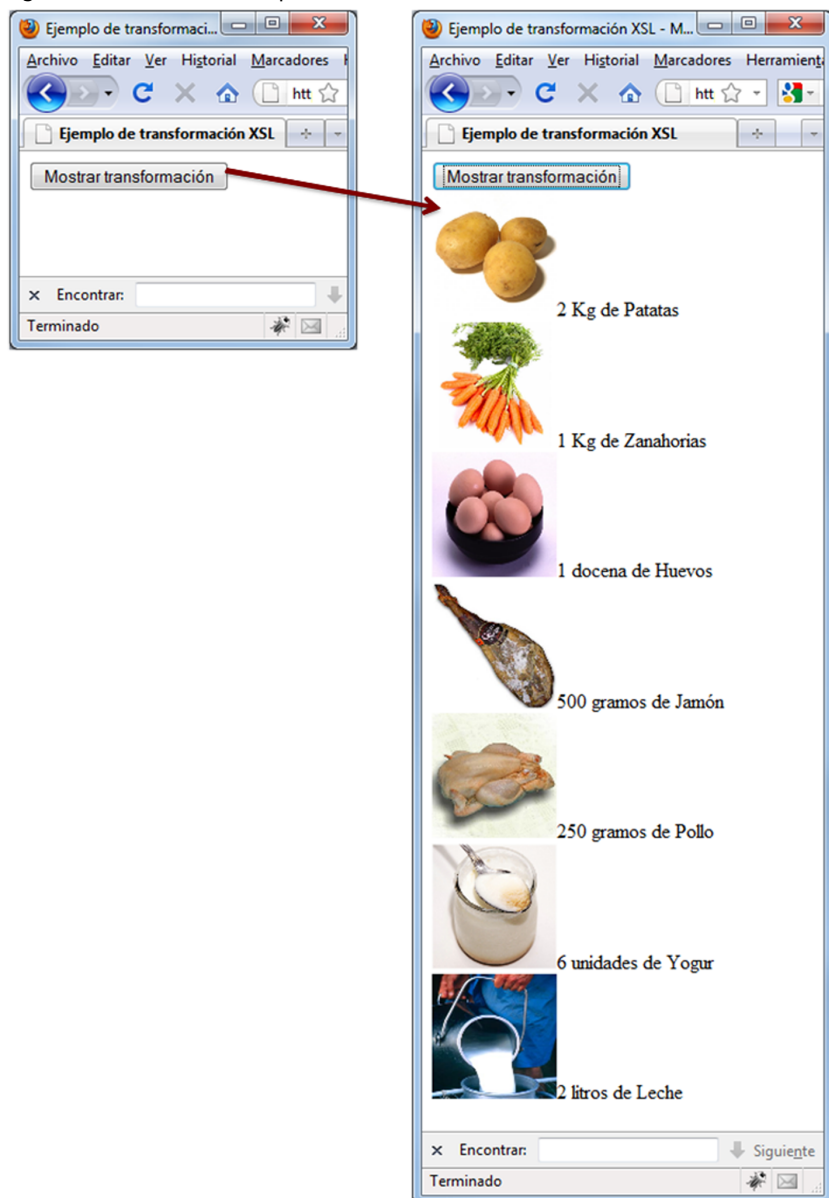 Ejemplo de transformaci...
Archivo Editar Ver Historial Marcadores
htt
Ejemplo de transformación XSL
Mostrar transformación
Encontrar:
Terminado
Ejemplo de transformación XSL - M...
Archivo Editar Ver Historial Marcadores Herramienta
htt
Ejemplo de transformación XSL
Mostrar transformación
2 Kg de Patatas
1 Kg de Zanahorias
1 docena de Huevos
500 gramos de Jamón
250 gramos de Pollo
6 unidades de Yogur
2 litros de Leche
Encontrar: Siguiente
Terminado